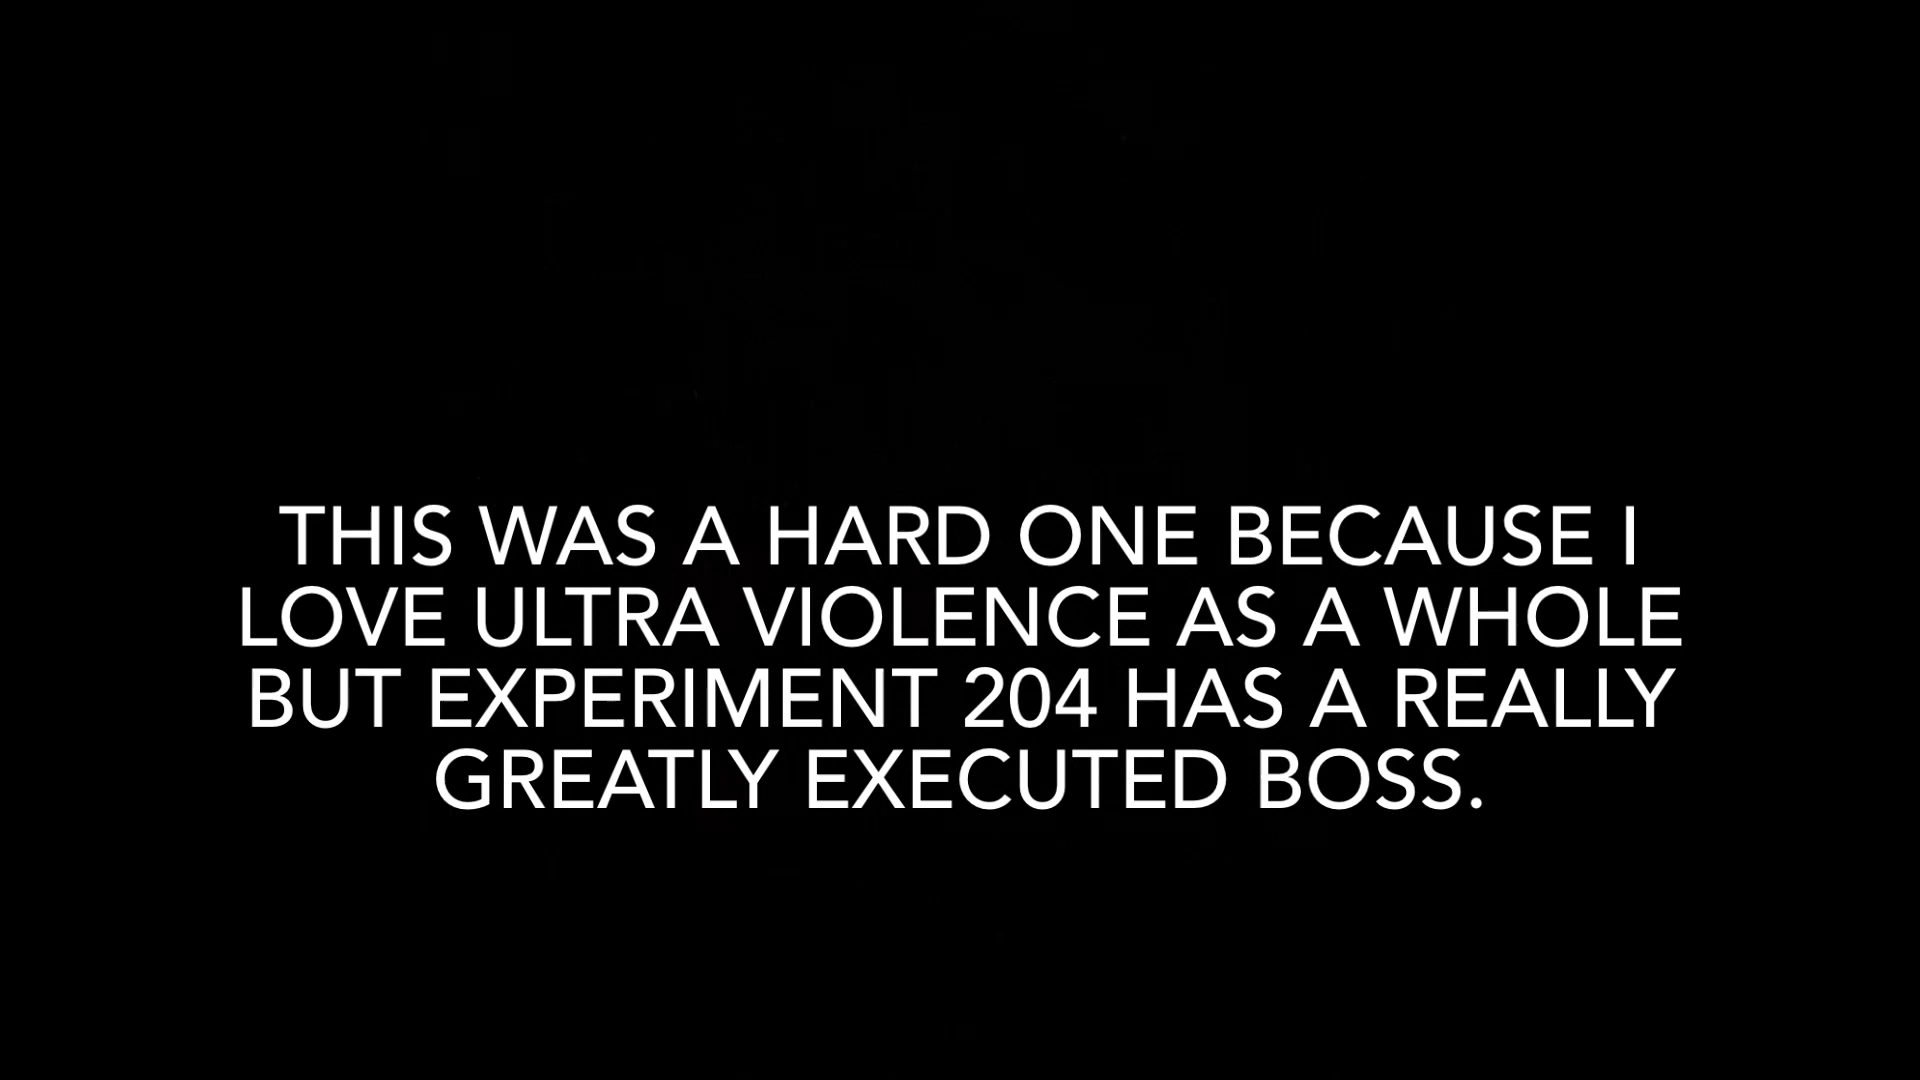 THIS WAS A HARD ONE BECAUSE I
LOVE ULTRA VIOLENCE AS A WHOLE
BUT EXPERIMENT 204 HAS A REALLY
GREATLY EXECUTED BOSS.